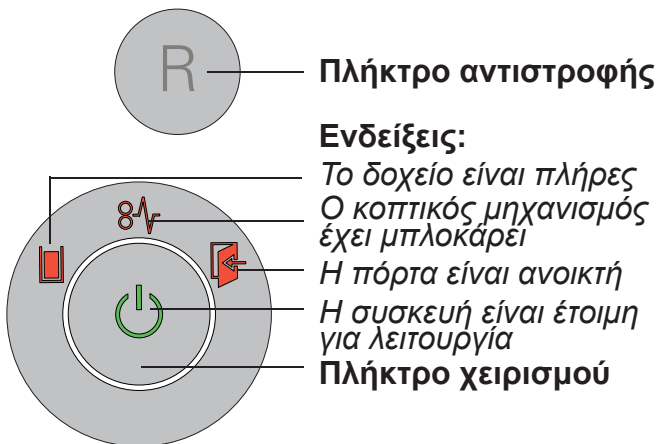 R
Πλήκτρο αντιστροφής
Ενδείξεις:
Το δοχείο είναι πλήρες
Ο κοπτικός μηχανισμός
έχει μπλοκάρει
Η πόρτα είναι ανοικτή
Η συσκευή είναι έτοιμη
για λειτουργία
Πλήκτρο χειρισμού